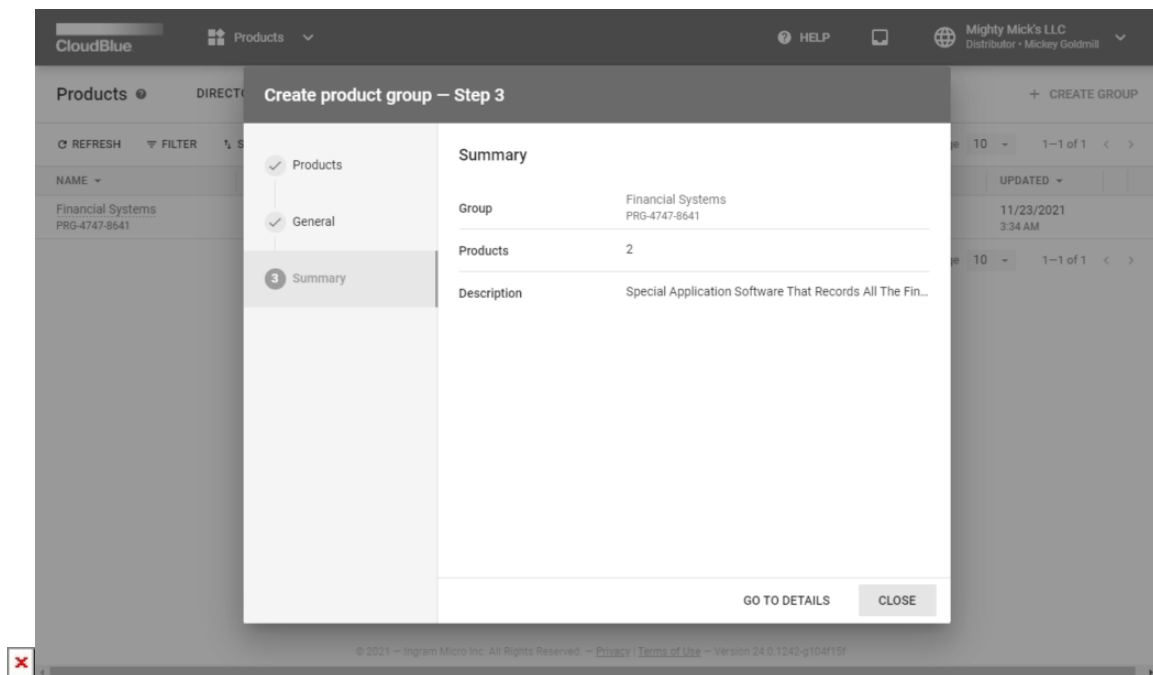 CloudBlue
Products
HELP
Mighty Mick's LLC
Distributor • Mickey Goldmill
Products
DIRECT
+ CREATE GROUP
REFRESH
FILTER
S
10
1–1 of 1
NAME
UPDATED
Financial Systems
PRG-4747-8641
11/23/2021
3:34 AM
10
1–1 of 1
Create product group — Step 3
Products
General
3 Summary
Summary
Group
Financial Systems
PRG-4747-8641
Products
2
Description
Special Application Software That Records All The Fin...
GO TO DETAILS
CLOSE
© 2021 — Ingram Micro Inc. All Rights Reserved. — Privacy | Terms of Use — Version 24.0.1242-g104f15f